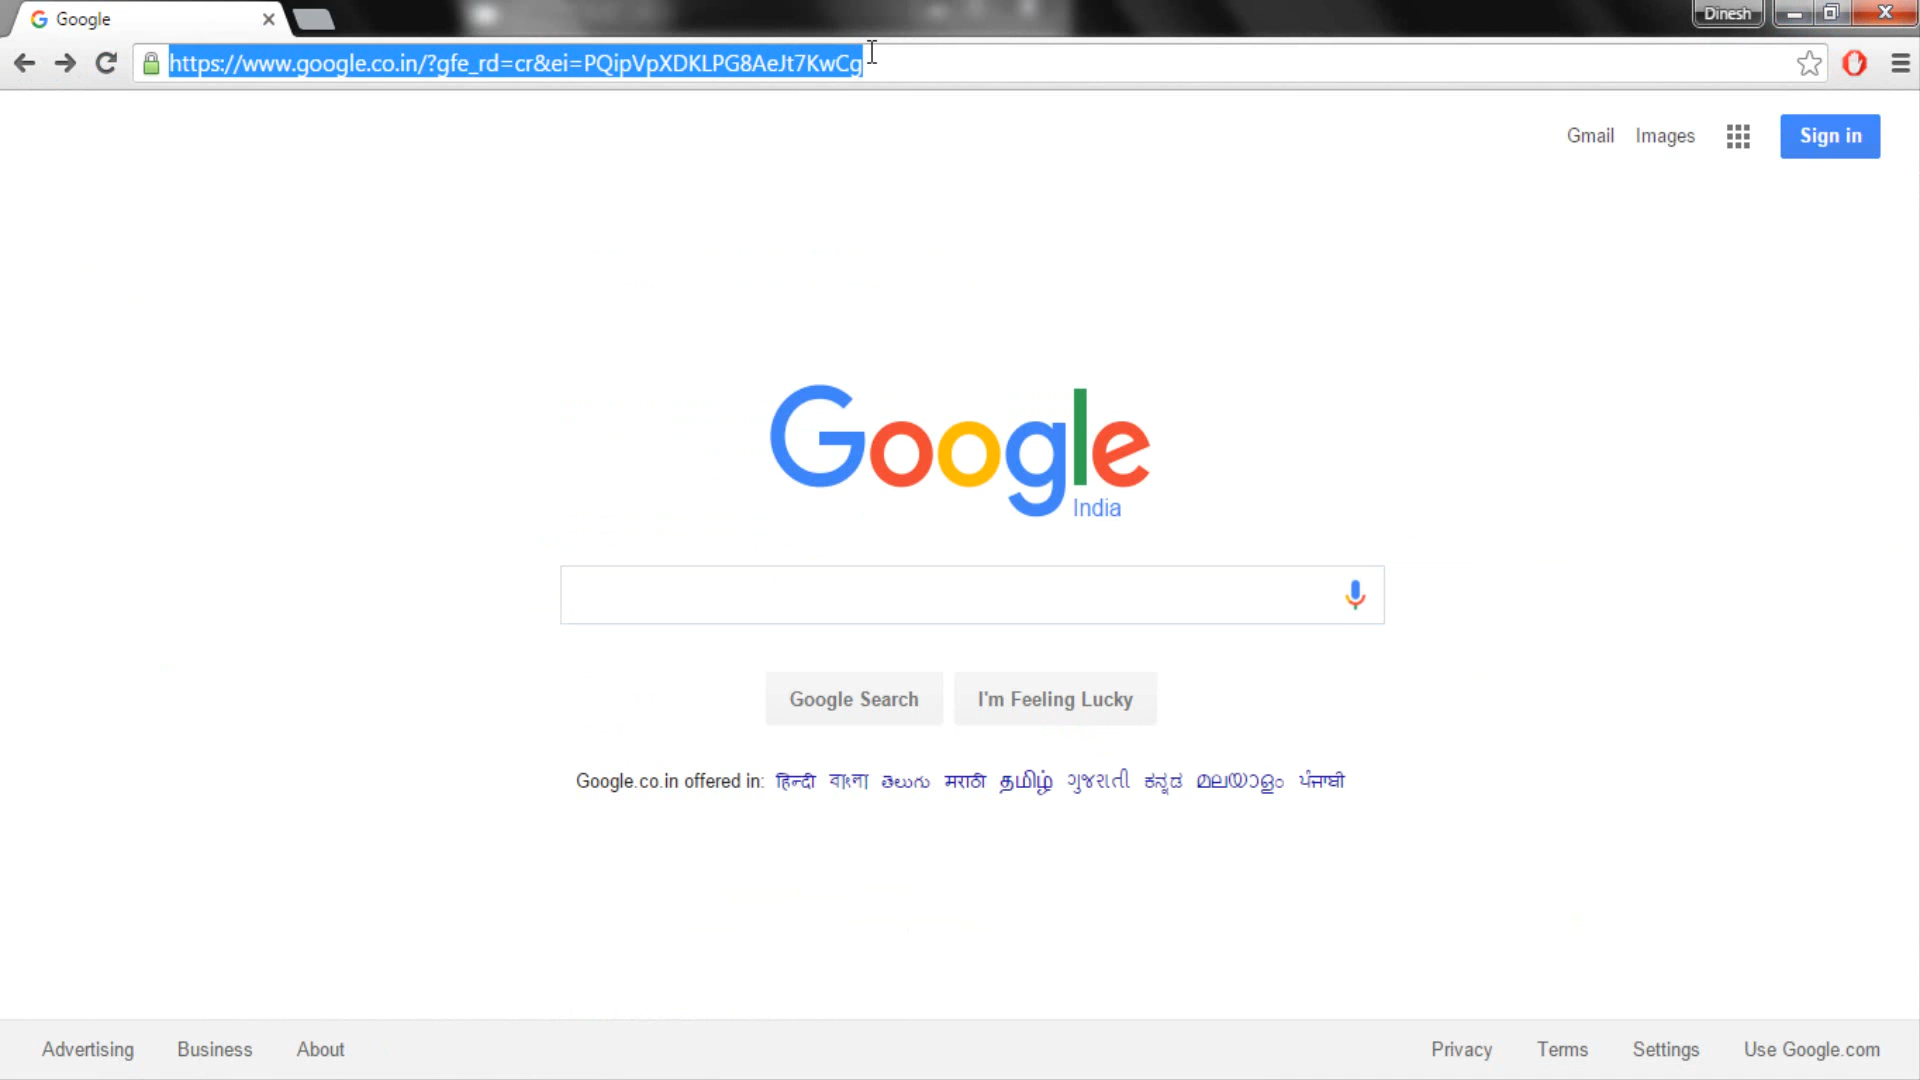 Google
Dinesh
https://www.google.co.in/?gfe_rd=cr&ei=PQipVpXDKLPG8AeJt7KwCg
Gmail Images Sign in
Google
India
Google Search I'm Feeling Lucky
Google.co.in offered in: हिन्दी বাংলা తెలుగు मराठी தமிழ் ગુજરાતી ಕನ್ನಡ മലയാളം ਪੰਜਾਬੀ
Advertising Business About Privacy Terms Settings Use Google.com